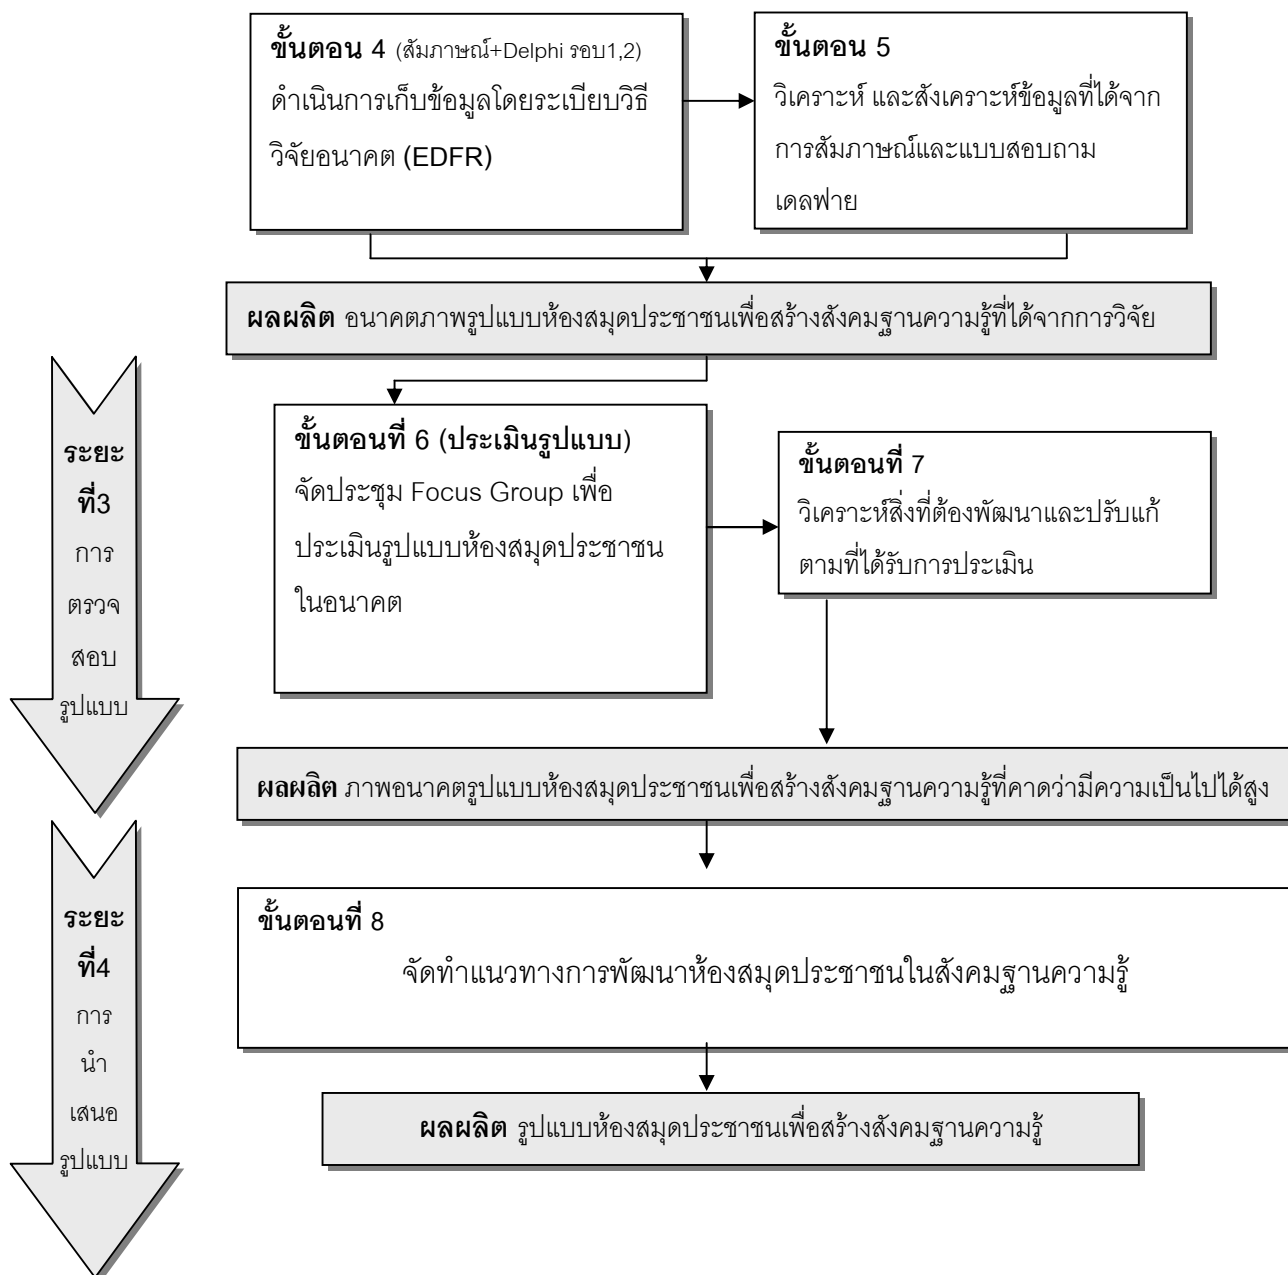 ขั้นตอน 4 (สัมภาษณ์+Delphi รอบ1,2)
ดำเนินการเก็บข้อมูลโดยระเบียบวิธี
วิจัยอนาคต (EDFR)
ขั้นตอน 5
วิเคราะห์ และสังเคราะห์ข้อมูลที่ได้จาก
การสัมภาษณ์และแบบสอบถาม
เดลฟาย
ผลผลิต อนาคตภาพรูปแบบห้องสมุดประชาชนเพื่อสร้างสังคมฐานความรู้ที่ได้จากการวิจัย
ระยะ
ที่3
การ
ตรวจ
สอบ
รูปแบบ
ขั้นตอนที่ 6 (ประเมินรูปแบบ)
จัดประชุม Focus Group เพื่อ
ประเมินรูปแบบห้องสมุดประชาชน
ในอนาคต
ขั้นตอนที่ 7
วิเคราะห์สิ่งที่ต้องพัฒนาและปรับแก้
ตามที่ได้รับการประเมิน
ผลผลิต ภาพอนาคตรูปแบบห้องสมุดประชาชนเพื่อสร้างสังคมฐานความรู้ที่คาดว่ามีความเป็นไปได้สูง
ระยะ
ที่4
การ
นำ
เสนอ
รูปแบบ
ขั้นตอนที่ 8
จัดทำแนวทางการพัฒนาห้องสมุดประชาชนในสังคมฐานความรู้
ผลผลิต รูปแบบห้องสมุดประชาชนเพื่อสร้างสังคมฐานความรู้